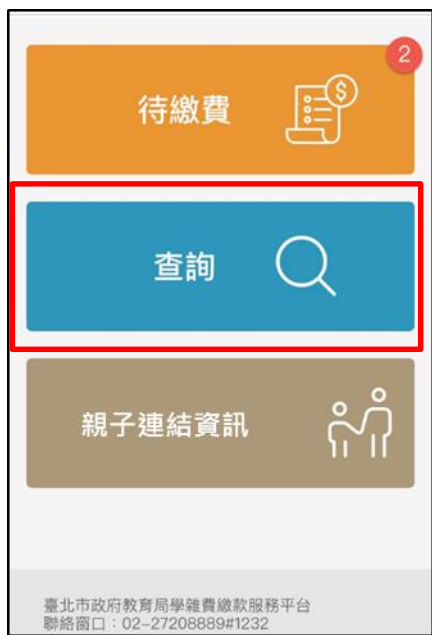 2
待繳費
查詢
親子連結資訊
臺北市政府教育局學雜費繳款服務平台
聯絡窗口：02-27208889#1232